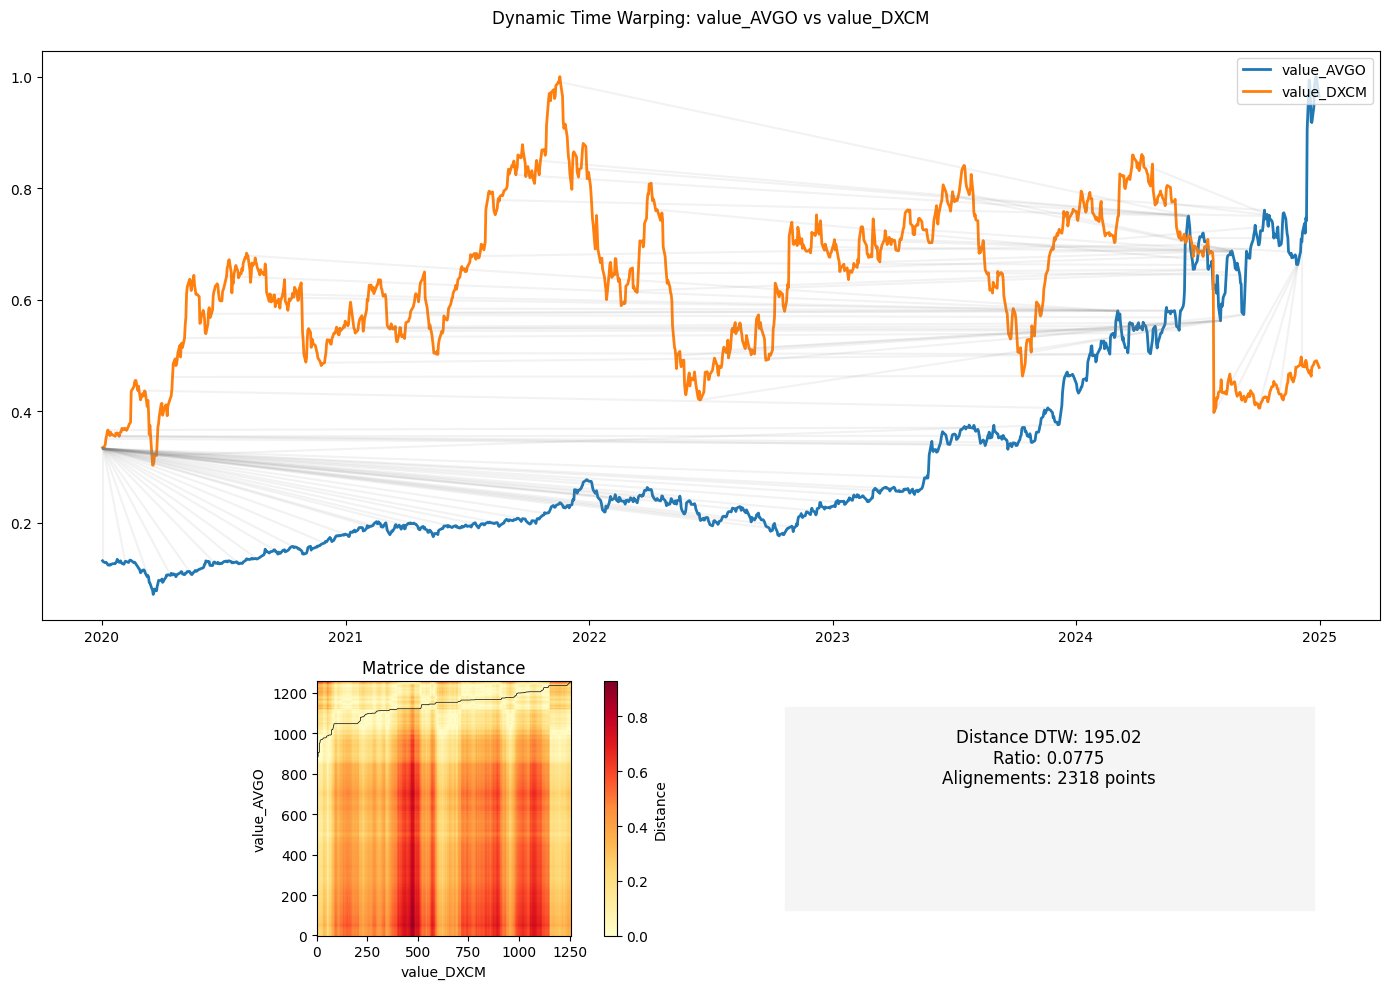 Dynamic Time Warping: value_AVGO vs value_DXCM
value_AVGO
value_DXCM
1.0
0.8
0.6
0.4
0.2
2020 2021 2022 2023 2024 2025
Matrice de distance
1200
1000
800
600
400
200
0
value_AVGO
0 250 500 750 1000 1250
value_DXCM
0.8
0.6
0.4
0.2
0.0
Distance
Distance DTW: 195.02
Ratio: 0.0775
Alignements: 2318 points